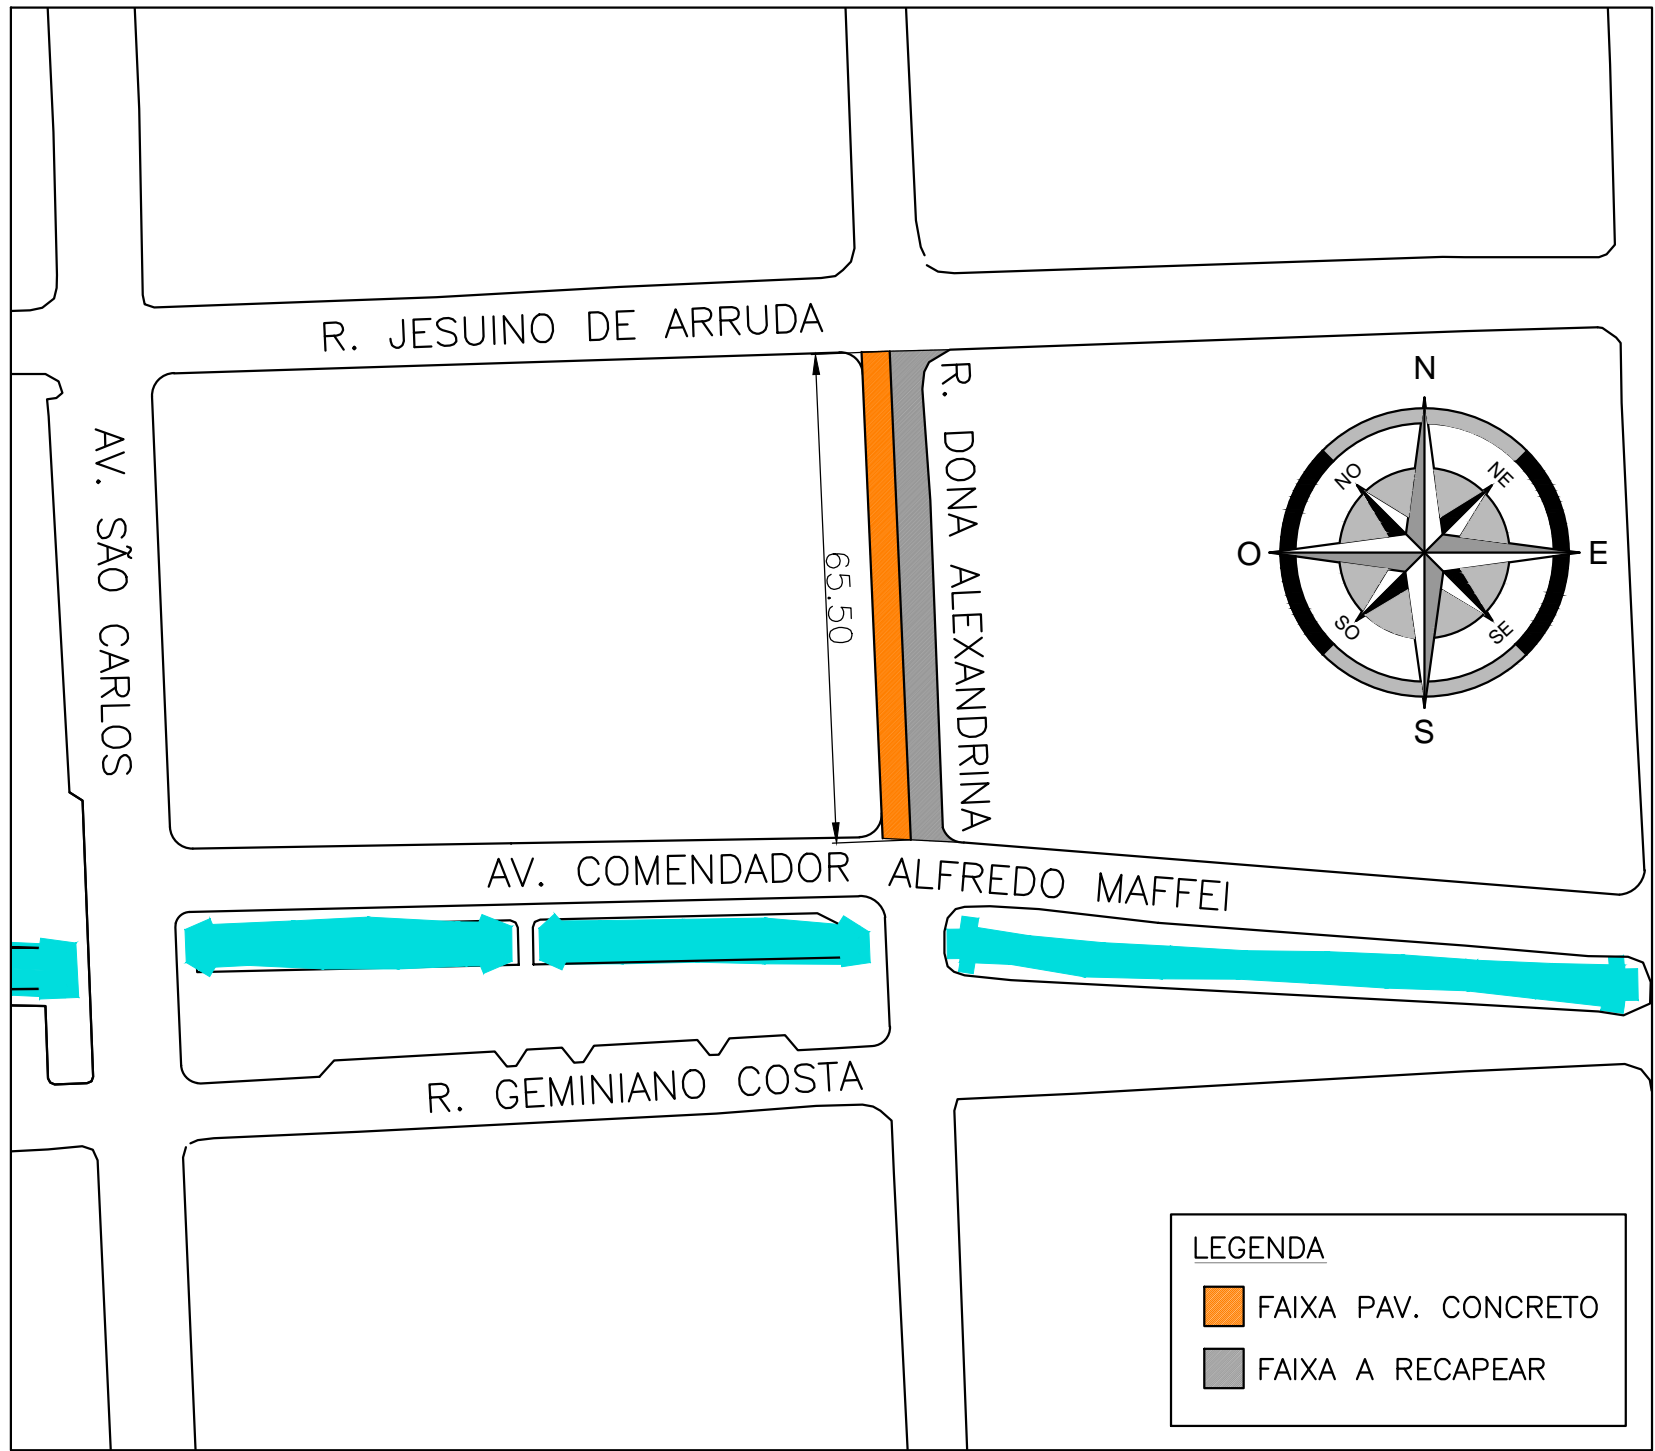 R. JESUINO DE ARRUDA
R. DONA ALEXANDRINA
AV. SÃO CARLOS
65.50
N
NO
NE
O
E
SO
SE
S
AV. COMENDADOR ALFREDO MAFFEI
R. GEMINIANO COSTA
LEGENDA
FAIXA PAV. CONCRETO
FAIXA A RECAPEAR